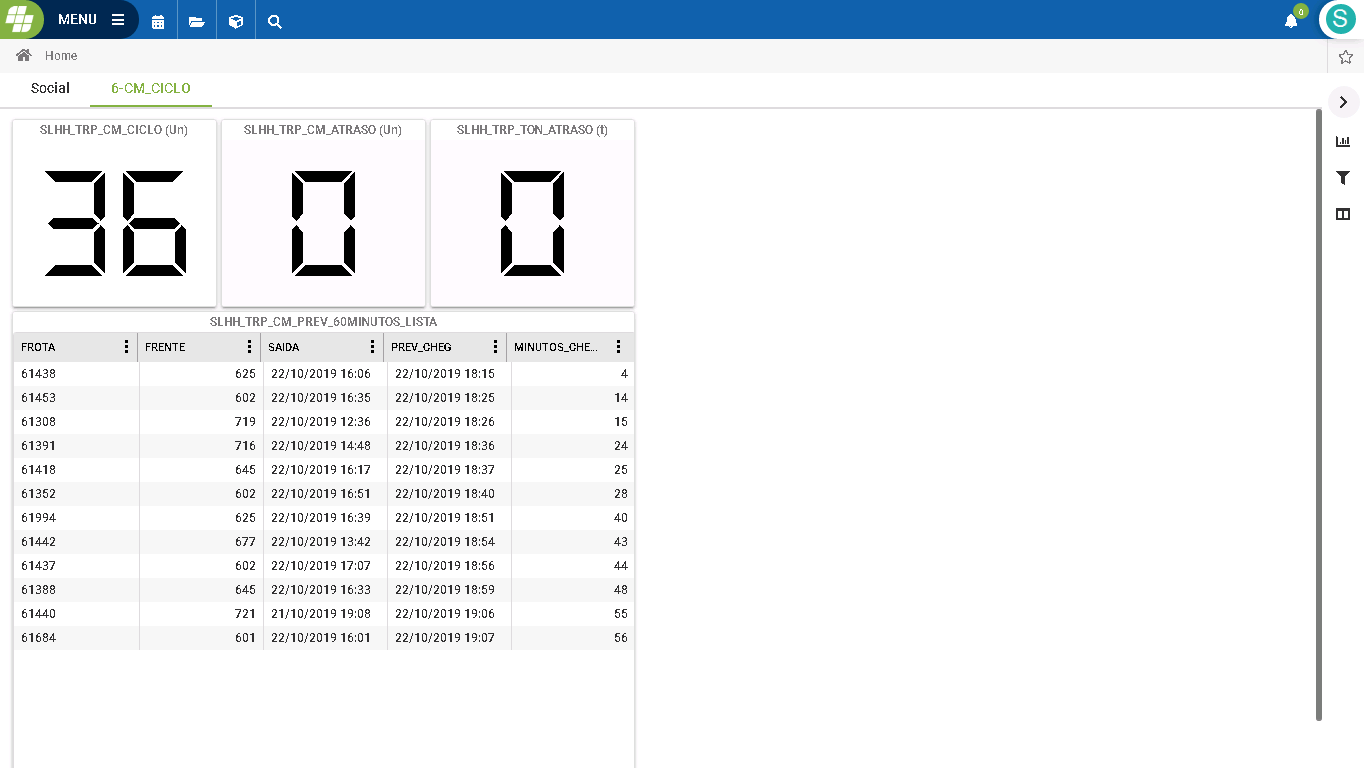 MENU
0
S
Home
Social 6-CM_CICLO
SLHH_TRP_CM_CICLO (Un) SLHH_TRP_CM_ATRASO (Un) SLHH_TRP_TON_ATRASO (t)
36 0 0
SLHH_TRP_CM_PREV_60MINUTOS_LISTA
FROTA FRENTE SAIDA PREV_CHEG MINUTOS_CHE...
61438 625 22/10/2019 16:06 22/10/2019 18:15 4
61453 602 22/10/2019 16:35 22/10/2019 18:25 14
61308 719 22/10/2019 12:36 22/10/2019 18:26 15
61391 716 22/10/2019 14:48 22/10/2019 18:36 24
61418 645 22/10/2019 16:17 22/10/2019 18:37 25
61352 602 22/10/2019 16:51 22/10/2019 18:40 28
61994 625 22/10/2019 16:39 22/10/2019 18:51 40
61442 677 22/10/2019 13:42 22/10/2019 18:54 43
61437 602 22/10/2019 17:07 22/10/2019 18:56 44
61388 645 22/10/2019 16:33 22/10/2019 18:59 48
61440 721 21/10/2019 19:08 22/10/2019 19:06 55
61684 601 22/10/2019 16:01 22/10/2019 19:07 56